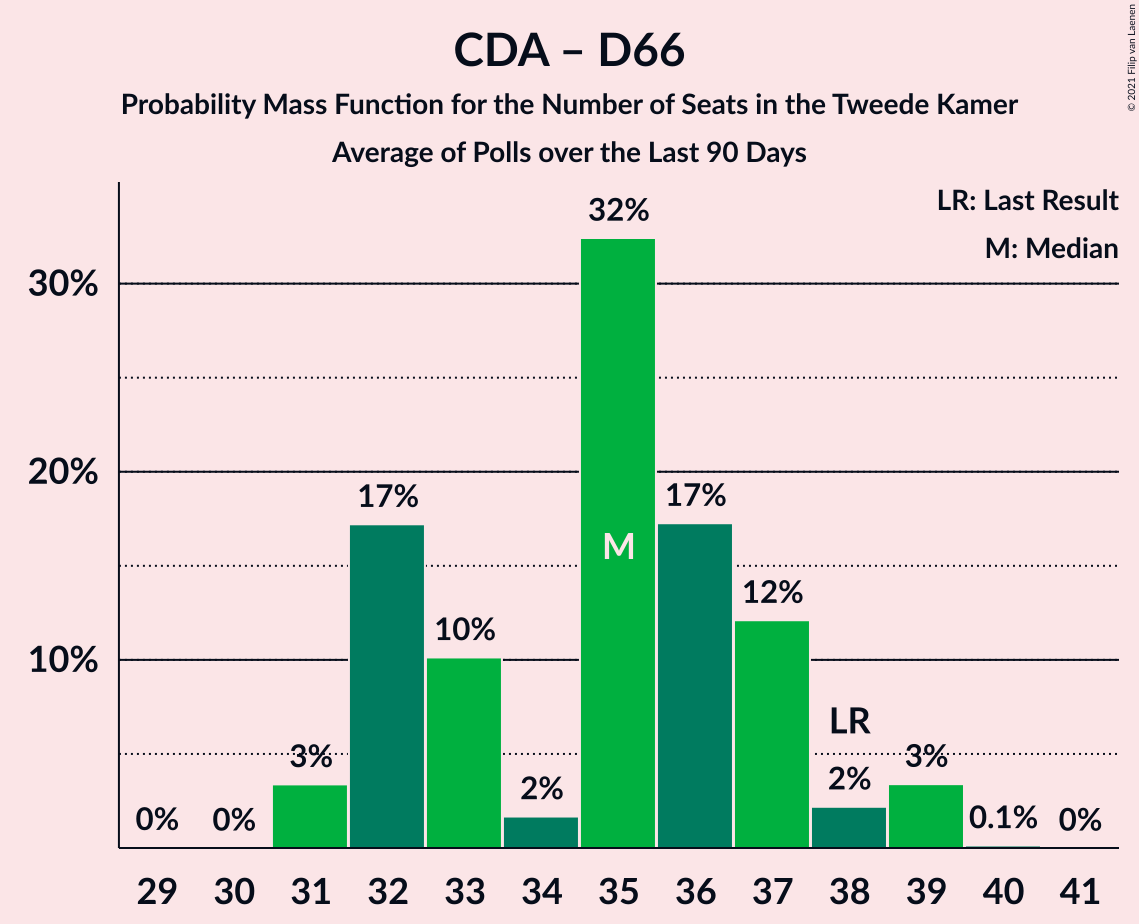 CDA – D66
Probability Mass Function for the Number of Seats in the Tweede Kamer
Average of Polls over the Last 90 Days
© 2021 Filip van Laenen
LR: Last Result
M: Median
30%
20%
10%
0% 0% 3% 17% 10% 2% 32% 17% 12% 2% 3% 0.1% 0%
M
LR
29 30 31 32 33 34 35 36 37 38 39 40 41